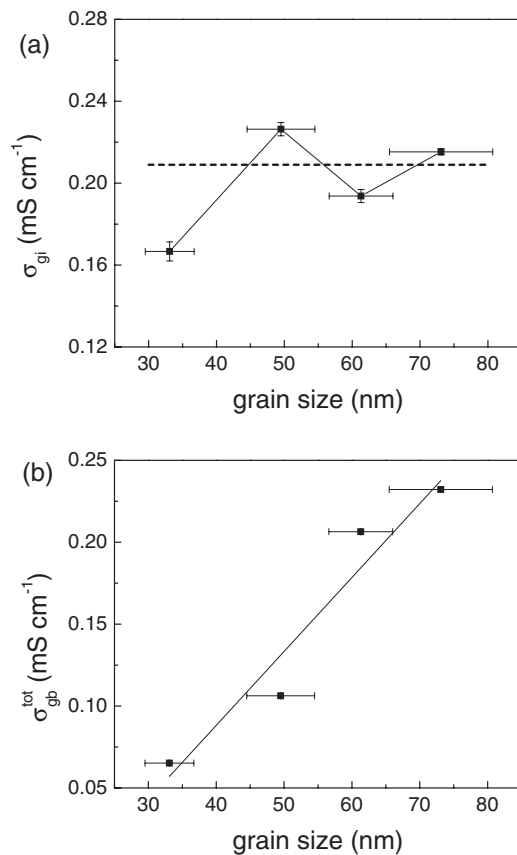 (a)
0.28
0.24
0.20
0.16
0.12
σgi (mS cm-1)
30 40 50 60 70 80
grain size (nm)
(b)
0.25
0.20
0.15
0.10
0.05
σgbtot (mS cm-1)
30 40 50 60 70 80
grain size (nm)